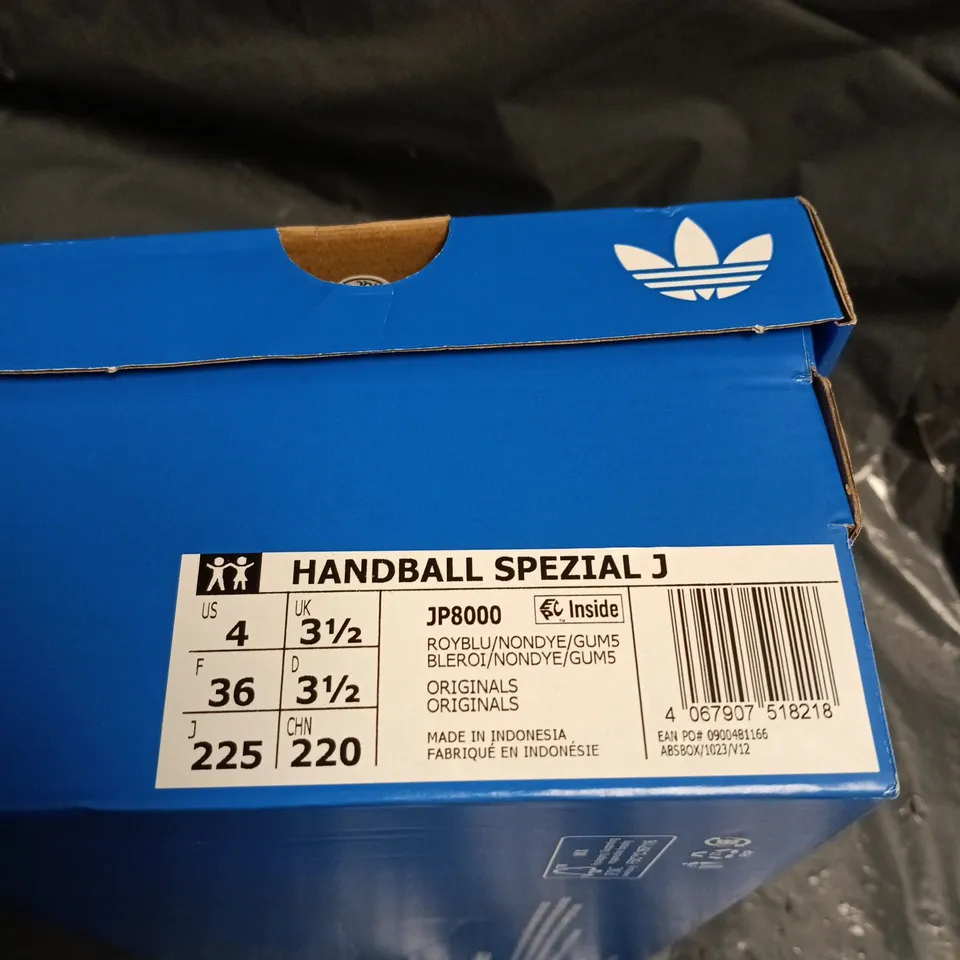 HANDBALL SPEZIAL J
US
4
UK
3½
F
36
D
3½
J
225
CHN
220
JP8000
Inside
ROYBLU/NONDYE/GUM5
BLEROI/NONDYE/GUM5
ORIGINALS
ORIGINALS
MADE IN INDONESIA
FABRIQUÉ EN INDONÉSIE
4 067907 518218
EAN PO# 0900481166
ABSBOX/1023/V12